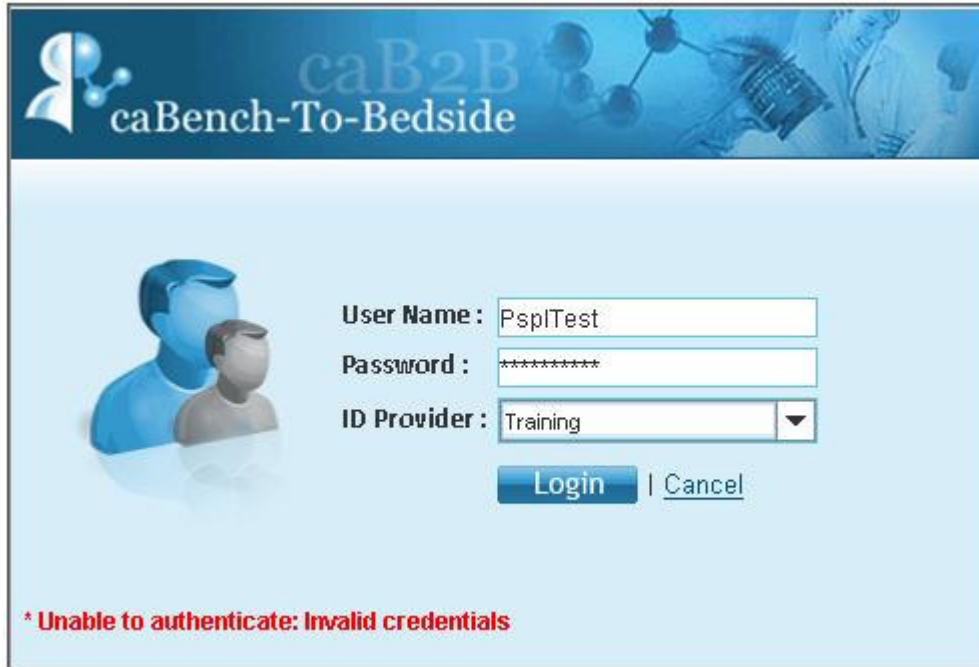 caB2B
caBench-To-Bedside
User Name : PsplTest
Password : **********
ID Provider : Training
Login | Cancel
* Unable to authenticate: Invalid credentials